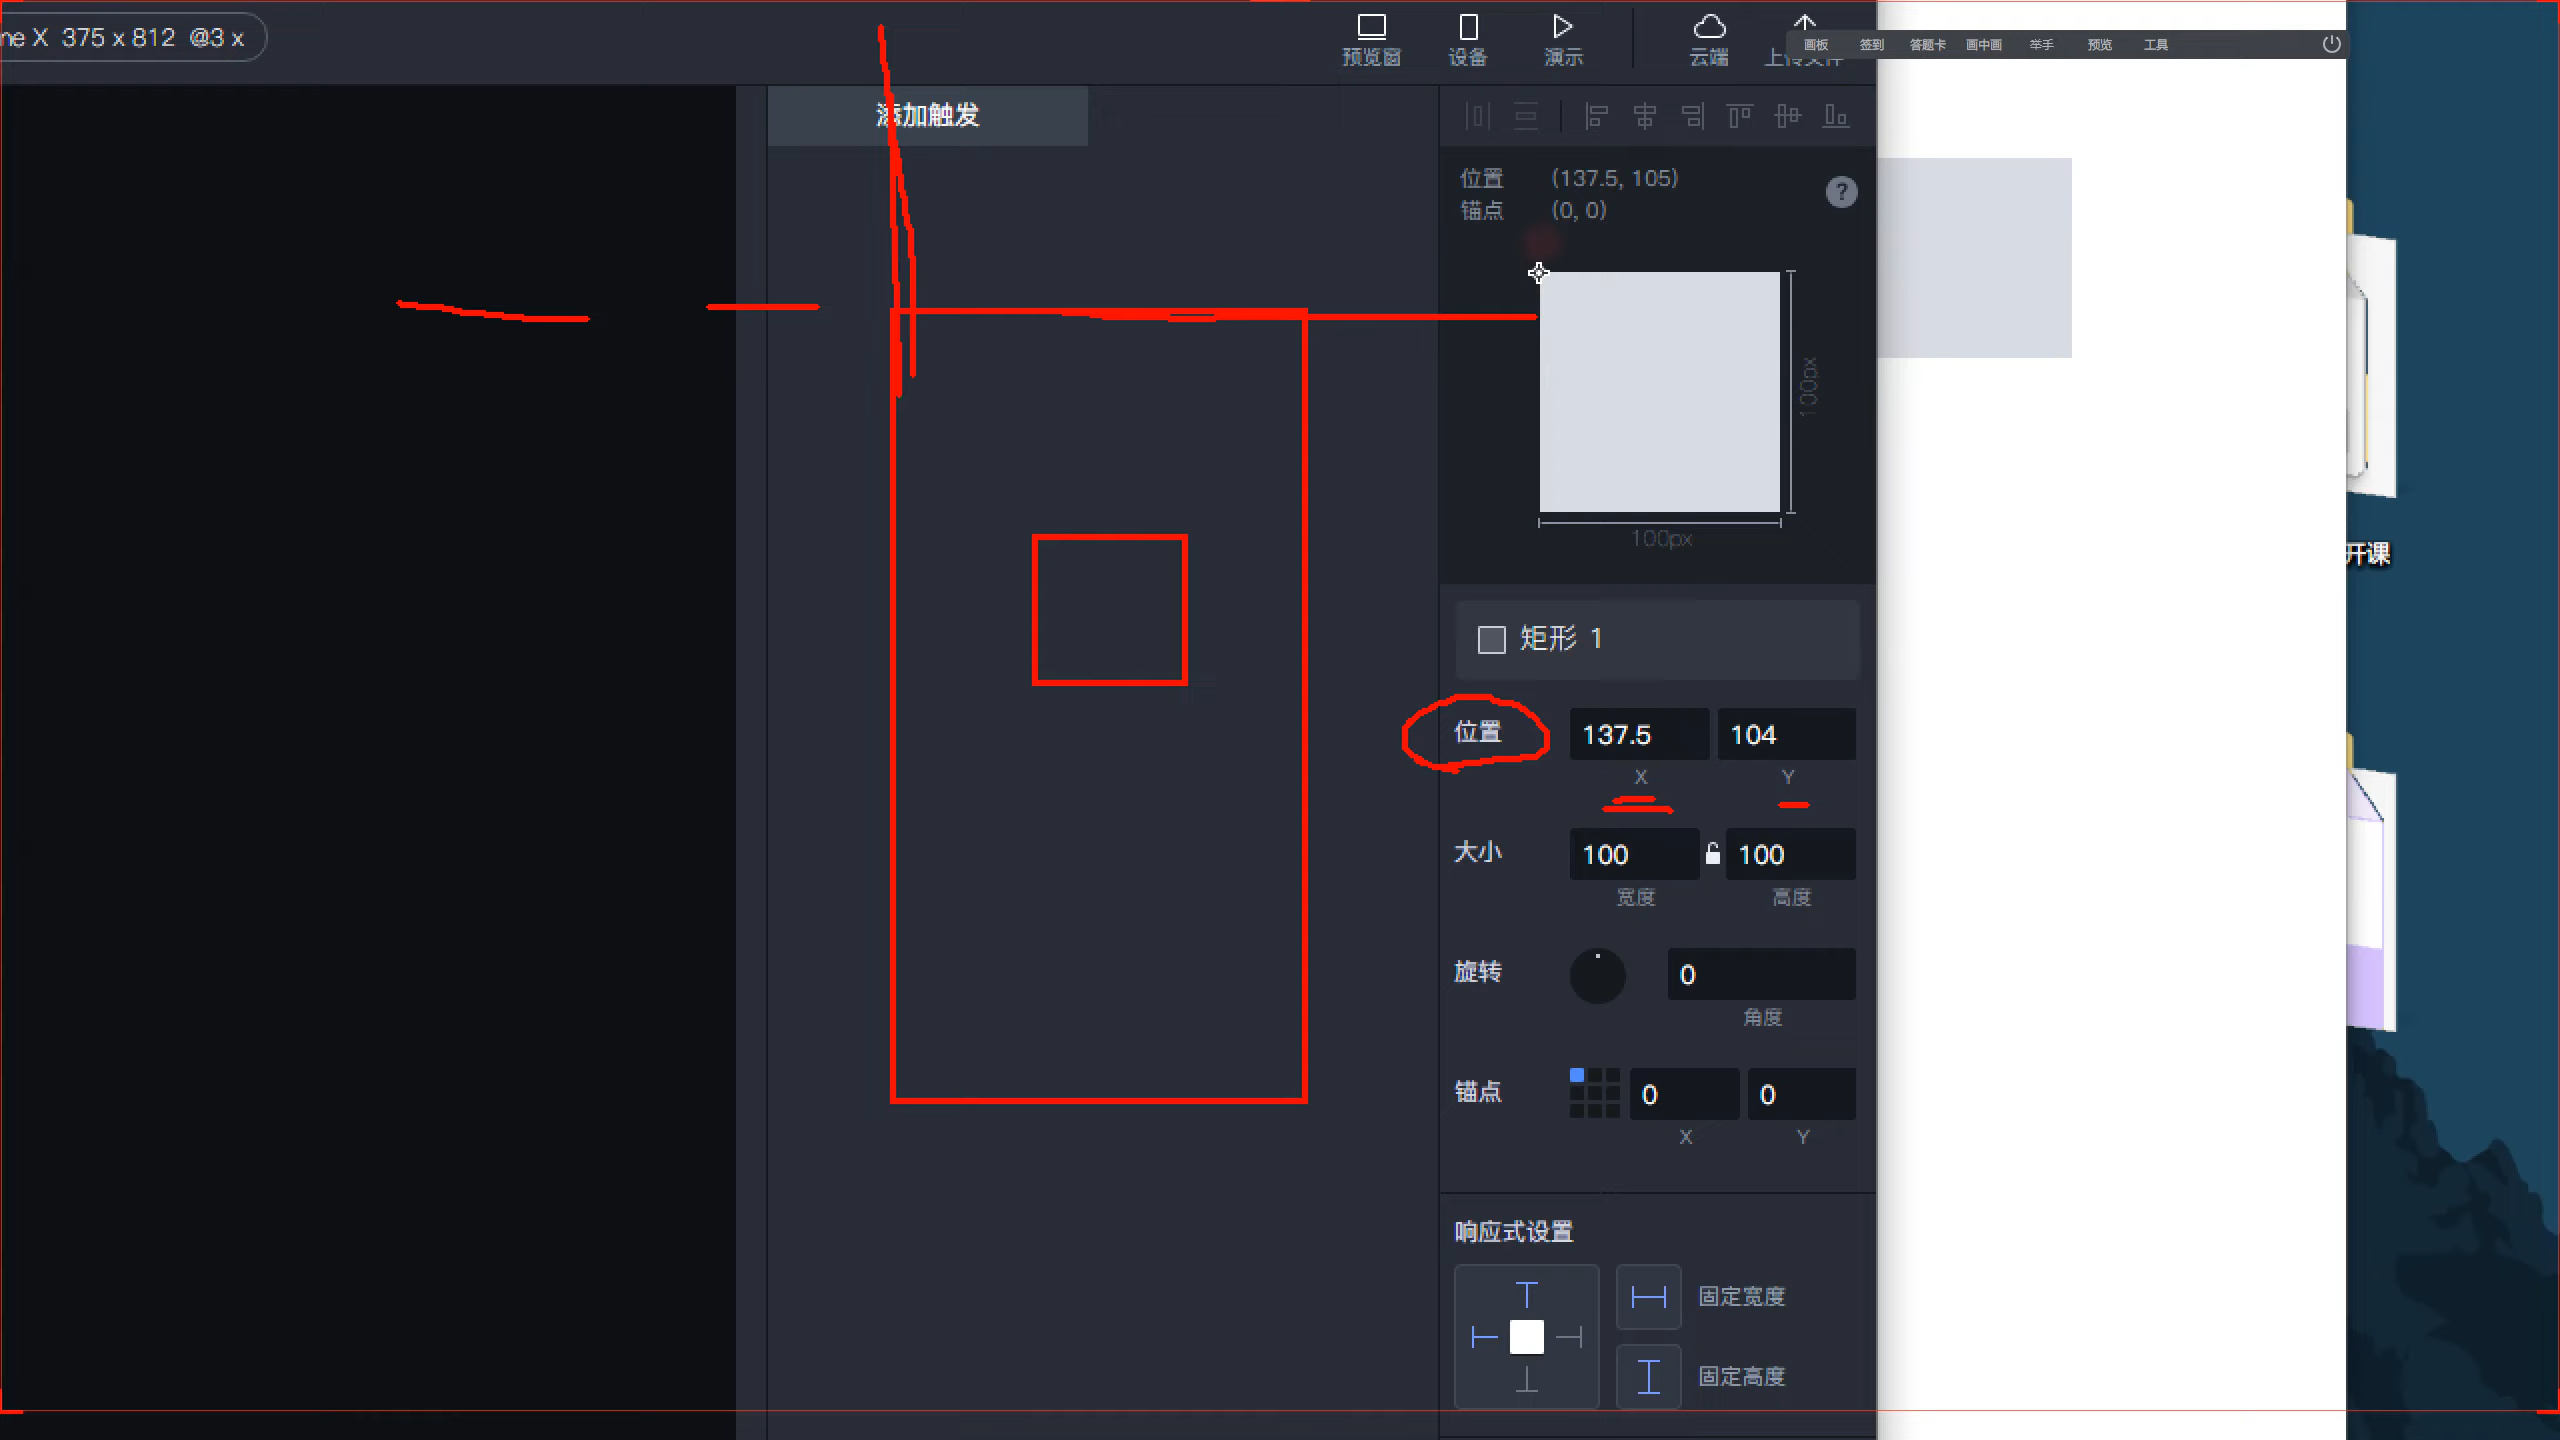 ne X 375 x 812 @3 x
预览窗 设备 演示 云端 上传文件
画板 签到 答题卡 画中画 举手 预览 工具
添加触发
位置 (137.5, 105)
锚点 (0, 0)
?
100px
100px
开课
矩形 1
位置 137.5 104
X Y
大小 100 100
宽度 高度
旋转 0
角度
锚点 0 0
X Y
响应式设置
固定宽度
固定高度